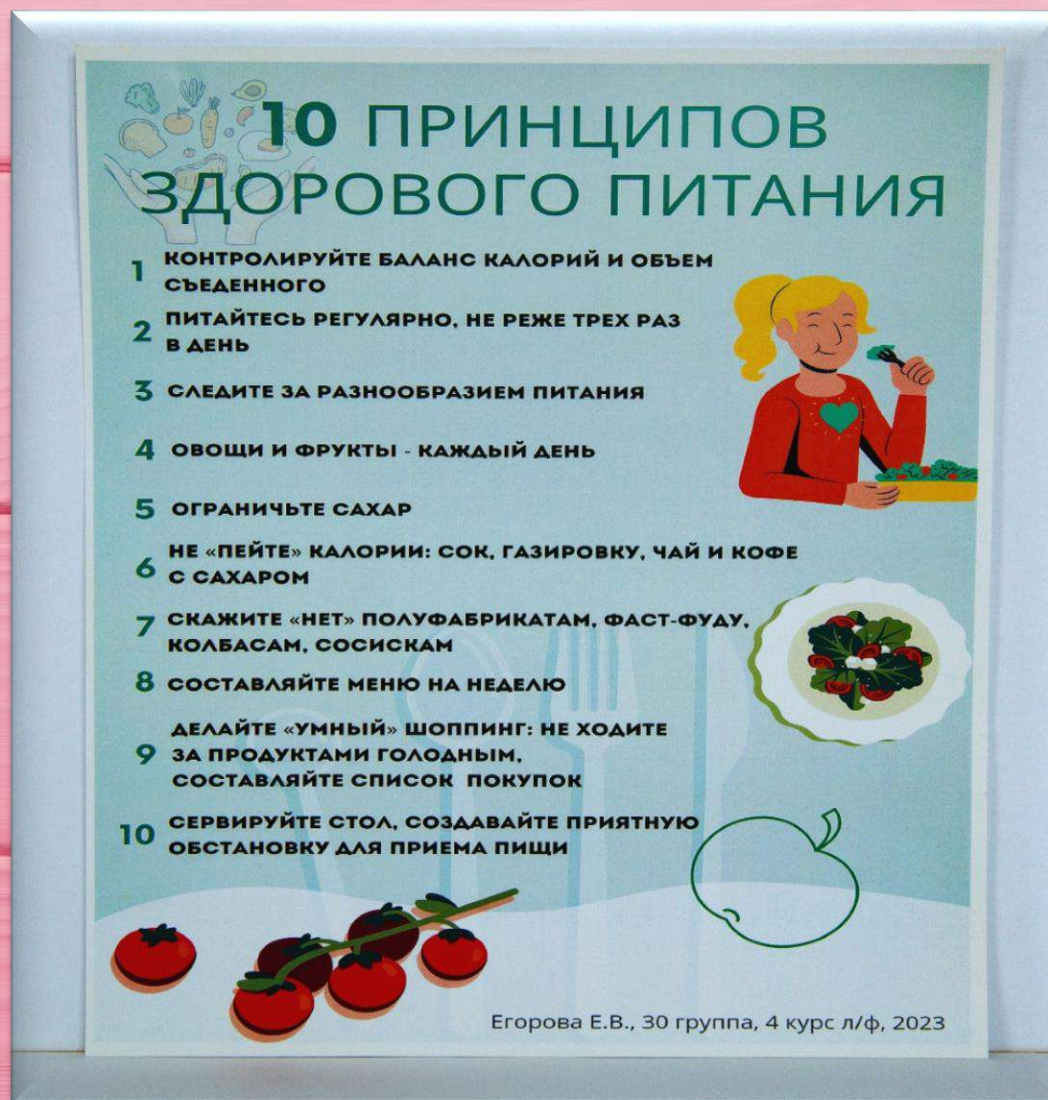 10 ПРИНЦИПОВ
ЗДОРОВОГО ПИТАНИЯ
1 КОНТРОЛИРУЙТЕ БАЛАНС КАЛОРИЙ И ОБЪЕМ
СЪЕДЕННОГО
2 ПИТАЙТЕСЬ РЕГУЛЯРНО, НЕ РЕЖЕ ТРЕХ РАЗ
В ДЕНЬ
3 СЛЕДИТЕ ЗА РАЗНООБРАЗИЕМ ПИТАНИЯ
4 ОВОЩИ И ФРУКТЫ - КАЖДЫЙ ДЕНЬ
5 ОГРАНИЧЬТЕ САХАР
6 НЕ «ПЕЙТЕ» КАЛОРИИ: СОК, ГАЗИРОВКУ, ЧАЙ И КОФЕ
С САХАРОМ
7 СКАЖИТЕ «НЕТ» ПОЛУФАБРИКАТАМ, ФАСТ-ФУДУ,
КОЛБАСАМ, СОСИСКАМ
8 СОСТАВЛЯЙТЕ МЕНЮ НА НЕДЕЛЮ
ДЕЛАЙТЕ «УМНЫЙ» ШОППИНГ: НЕ ХОДИТЕ
9 ЗА ПРОДУКТАМИ ГОЛОДНЫМ,
СОСТАВЛЯЙТЕ СПИСОК ПОКУПОК
10 СЕРВИРУЙТЕ СТОЛ, СОЗДАВАЙТЕ ПРИЯТНУЮ
ОБСТАНОВКУ ДЛЯ ПРИЕМА ПИЩИ
Егорова Е.В., 30 группа, 4 курс л/ф, 2023